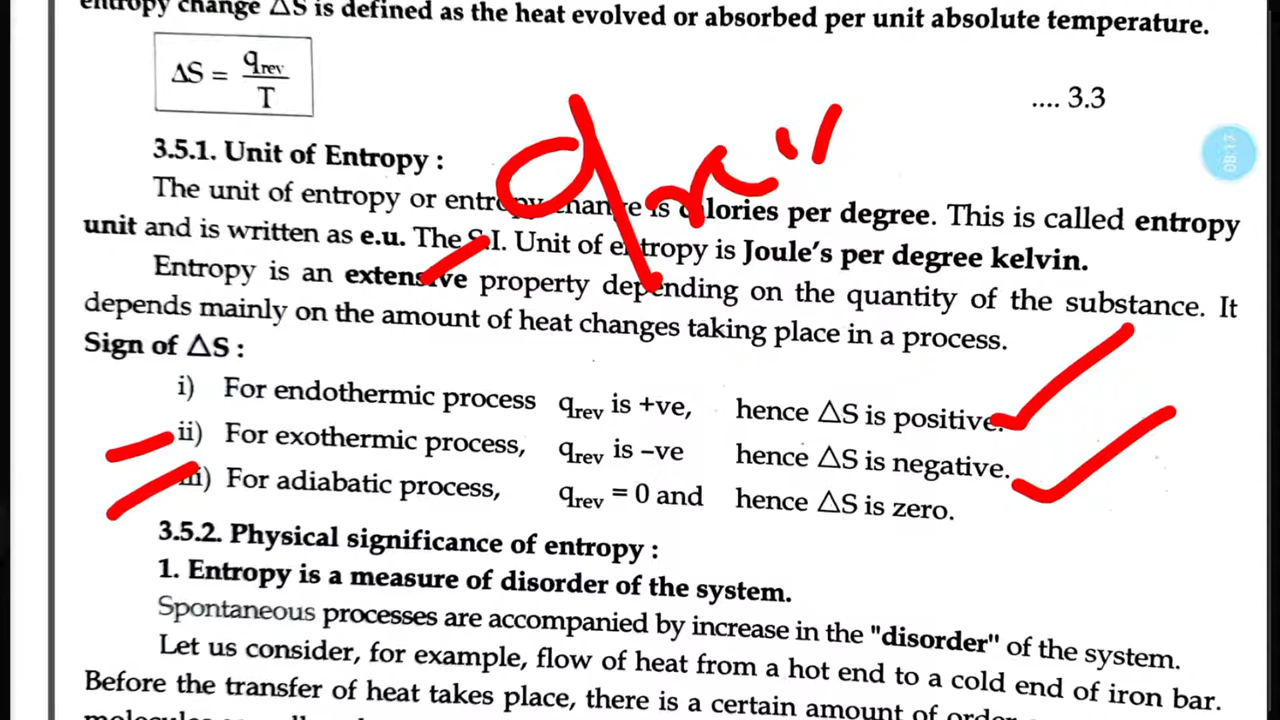 entropy change △S is defined as the heat evolved or absorbed per unit absolute temperature.
ΔS = qrev / T
.... 3.3
08:17
3.5.1. Unit of Entropy :
The unit of entropy or entropy change is calories per degree. This is called entropy
unit and is written as e.u. The S.I. Unit of entropy is Joule's per degree kelvin.
Entropy is an extensive property depending on the quantity of the substance. It
depends mainly on the amount of heat changes taking place in a process.
Sign of △S :
i) For endothermic process qrev is +ve, hence △S is positive.
ii) For exothermic process, qrev is –ve hence △S is negative.
iii) For adiabatic process, qrev = 0 and hence △S is zero.
3.5.2. Physical significance of entropy :
1. Entropy is a measure of disorder of the system.
Spontaneous processes are accompanied by increase in the "disorder" of the system.
Let us consider, for example, flow of heat from a hot end to a cold end of iron bar.
Before the transfer of heat takes place, there is a certain amount of order